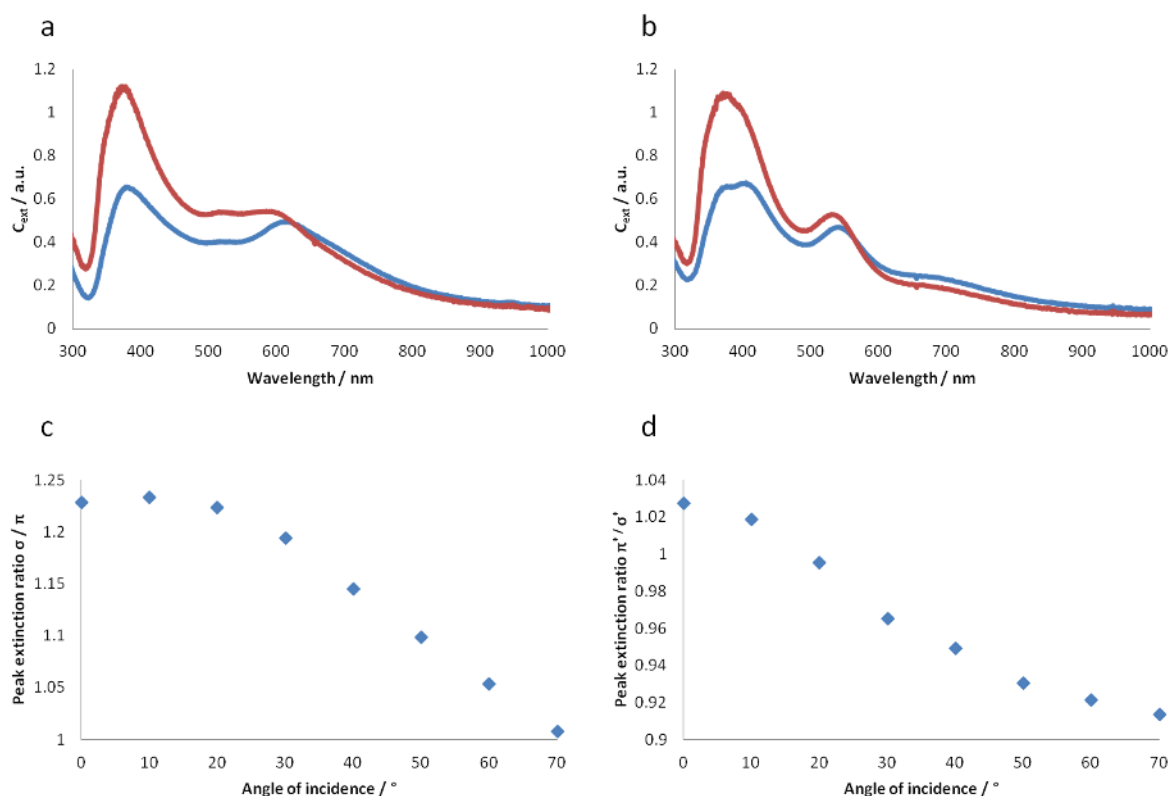 a
1.2
1
0.8
0.6
0.4
0.2
0
C_ext / a.u.
300 400 500 600 700 800 900 1000
Wavelength / nm
b
1.2
1
0.8
0.6
0.4
0.2
0
C_ext / a.u.
300 400 500 600 700 800 900 1000
Wavelength / nm
c
1.25
1.2
1.15
1.1
1.05
1
Peak extinction ratio σ / π
0 10 20 30 40 50 60 70
Angle of incidence / °
d
1.04
1.02
1
0.98
0.96
0.94
0.92
0.9
0 10 20 30 40 50 60 70
Angle of incidence / °